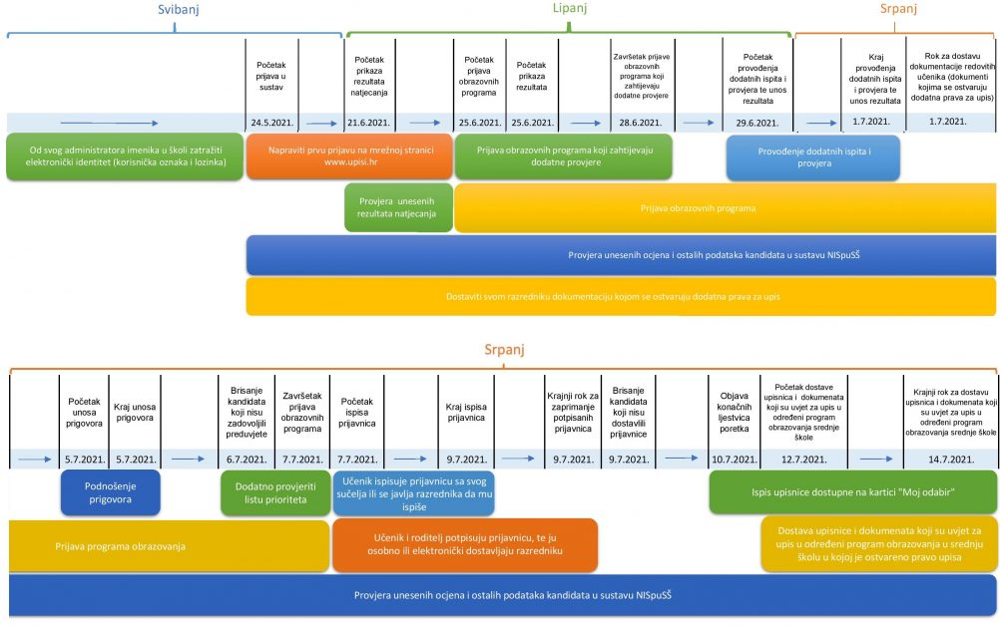 Svibanj
Lipanj
Srpanj
Početak
prijava u
sustav
Početak
prikaza
rezultata
natjecanja
Početak
prijava
obrazovnih
programa
Početak
prikaza
rezultata
Završetak prijave
obrazovnih
programa koji
zahtijevaju
dodatne provjere
Početak
provođenja
dodatnih ispita i
provjera te unos
rezultata
Kraj
provođenja
dodatnih ispita
i provjera te
unos rezultata
Rok za dostavu
dokumentacije redovitih
učenika (dokumenti
kojima se ostvaruju
dodatna prava za upis)
24.5.2021.
21.6.2021.
25.6.2021.
25.6.2021.
28.6.2021.
29.6.2021.
1.7.2021.
1.7.2021.
Od svog administratora imenika u školi zatražiti
elektronički identitet (korisnička oznaka i lozinka)
Napraviti prvu prijavu na mrežnoj stranici
www.upisi.hr
Prijava obrazovnih programa koji zahtijevaju
dodatne provjere
Provođenje dodatnih ispita i
provjera
Provjera unesenih
rezultata natjecanja
Prijava obrazovnih programa
Provjera unesenih ocjena i ostalih podataka kandidata u sustavu NISpuSŠ
Dostaviti svom razredniku dokumentaciju kojom se ostvaruju dodatna prava za upis
Srpanj
Početak
unosa
prigovora
Kraj unosa
prigovora
Brisanje
kandidata
koji nisu
zadovoljili
preduvjete
Završetak
prijava
obrazovnih
programa
Početak
ispisa
prijavnica
Kraj ispisa
prijavnica
Krajnji rok za
zaprimanje
potpisanih
prijavnica
Brisanje
kandidata
koji nisu
dostavili
prijavnice
Objava
konačnih
ljestvica
poretka
Početak dostave
upisnica i dokumenata
koji su uvjet za upis u
određeni program
obrazovanja srednje
škole
Krajnji rok za dostavu
upisnica i dokumenata koji
su uvjet za upis u
određeni program
obrazovanja srednje škole
5.7.2021.
5.7.2021.
6.7.2021.
7.7.2021.
7.7.2021.
9.7.2021.
9.7.2021.
9.7.2021.
10.7.2021.
12.7.2021.
14.7.2021.
Podnošenje
prigovora
Dodatno provjeriti
listu prioriteta
Učenik ispisuje prijavnicu sa svog
sučelja ili se javlja razrednika da mu
ispiše
Ispis upisnice dostupne na kartici "Moj odabir"
Prijava programa obrazovanja
Učenik i roditelj potpisuju prijavnicu, te ju
osobno ili elektronički dostavljaju razredniku
Dostava upisnice i dokumenata koji su uvjet za
upis u određeni program obrazovanja u srednju
školu u kojoj je ostvareno pravo upisa
Provjera unesenih ocjena i ostalih podataka kandidata u sustavu NISpuSŠ